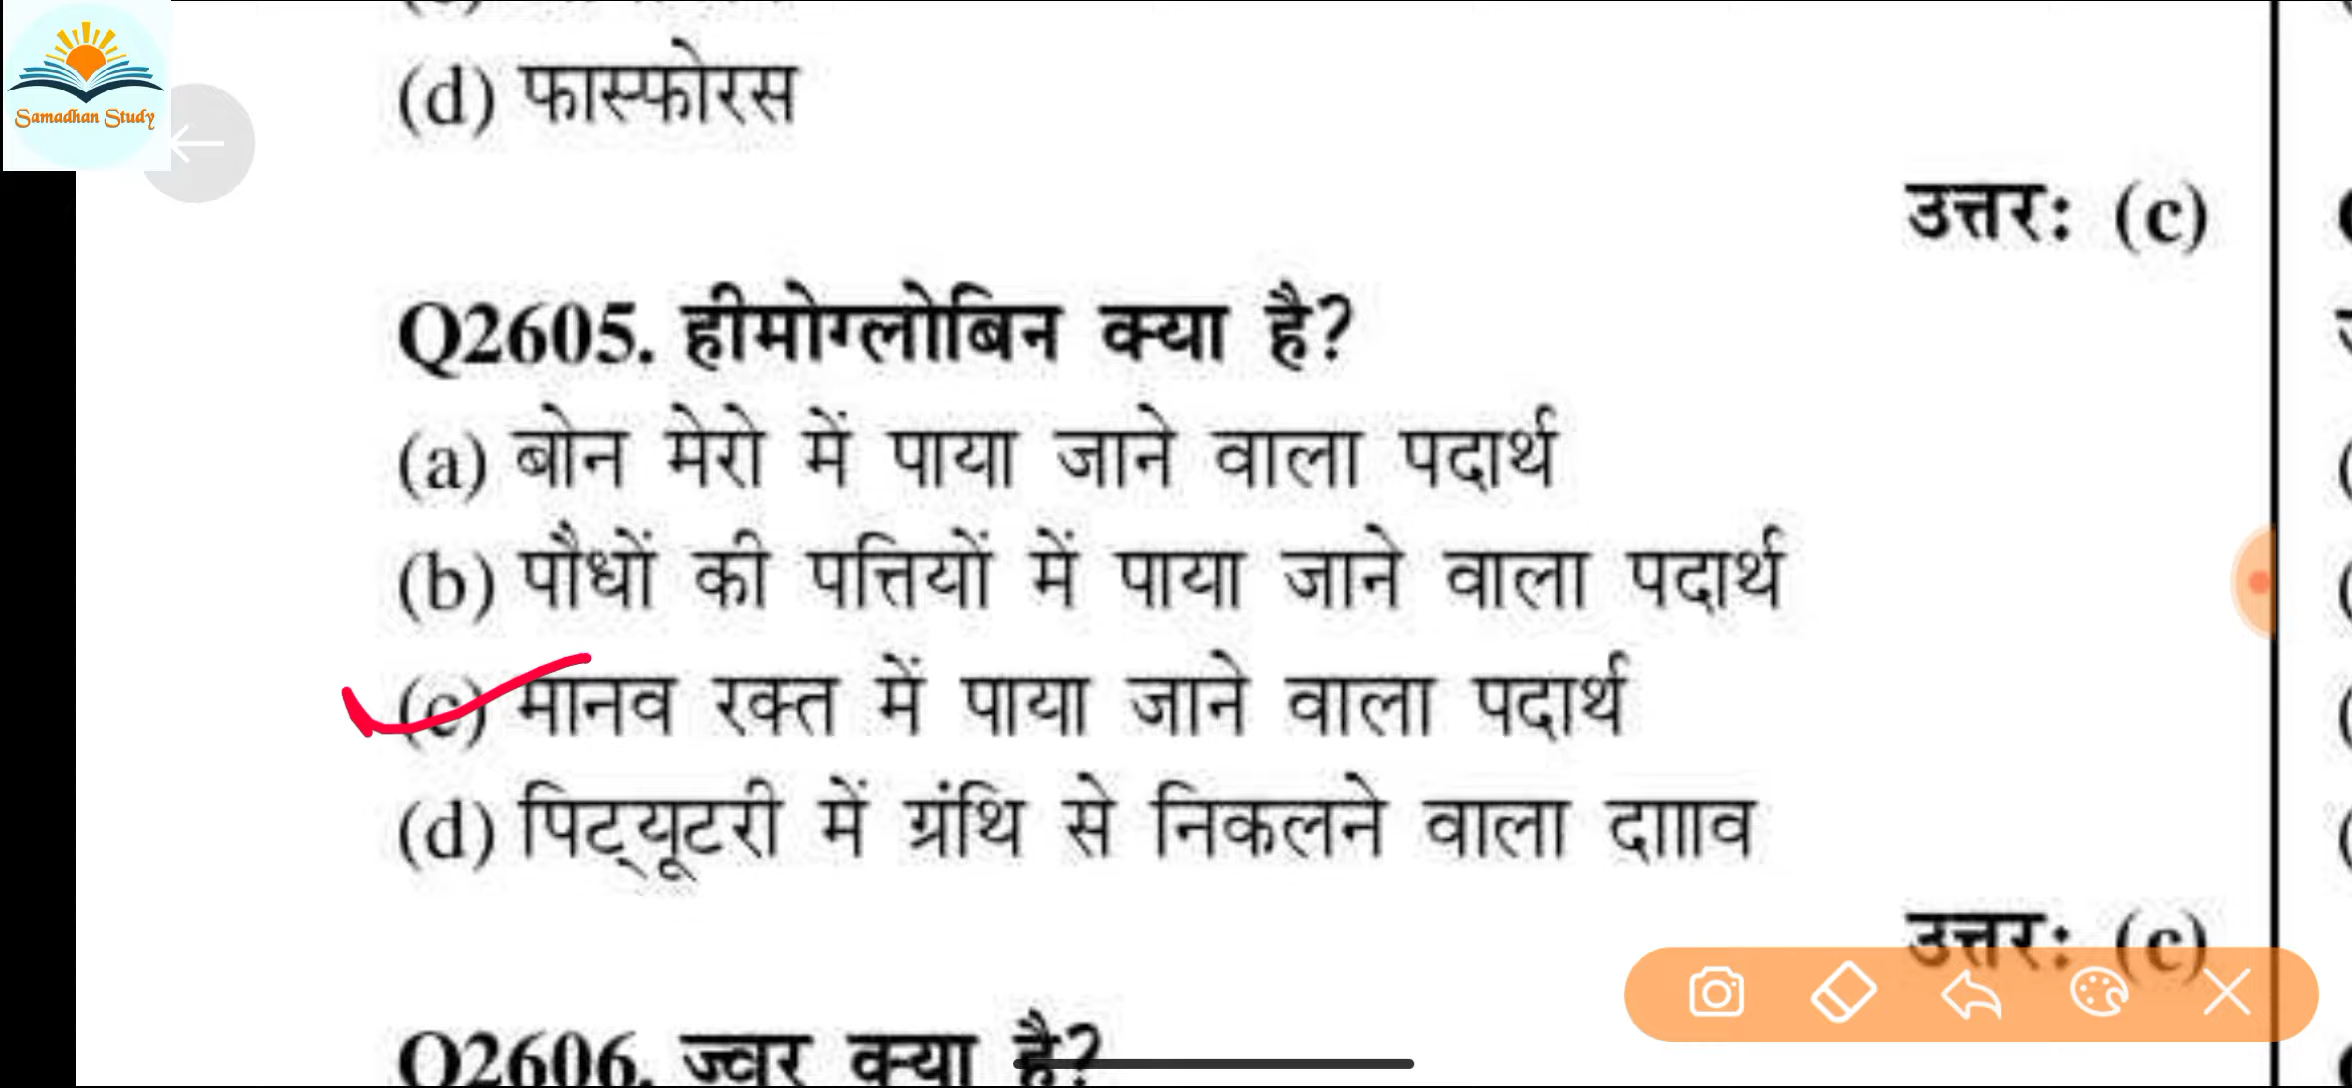 Samadhan Study
(d) फास्फोरस
उत्तरः (c)
Q2605. हीमोग्लोबिन क्या है?
(a) बोन मेरो में पाया जाने वाला पदार्थ
(b) पौधों की पत्तियों में पाया जाने वाला पदार्थ
(c) मानव रक्त में पाया जाने वाला पदार्थ
(d) पिट्यूटरी में ग्रंथि से निकलने वाला दाााव
उत्तरः (c)
Q2606. ज्वर क्या है?